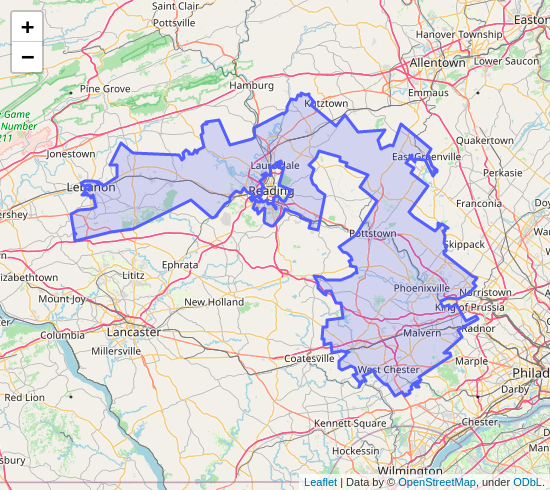 +
−
Saint Clair
Pottsville
Easton
Hanover Township
Allentown
Lower Saucon
Emmaus
Pine Grove
Hamburg
Kutztown
e Game
Number
211
Quakertown
Jonestown
Laureldale
East Greenville
Perkasie
Lebanon
Reading
Franconia
ershey
Pottstown
Skippack
Ephrata
izabethtown
Lititz
Mount Joy
New Holland
Phoenixville
Norristown
King of Prussia
Columbia
Lancaster
Malvern
Radnor
Millersville
Coatesville
Marple
West Chester
Philad
Darby
Red Lion
Kennett Square
Chester
Hockessin
sbury
Wilmington
Leaflet | Data by © OpenStreetMap, under ODbL.